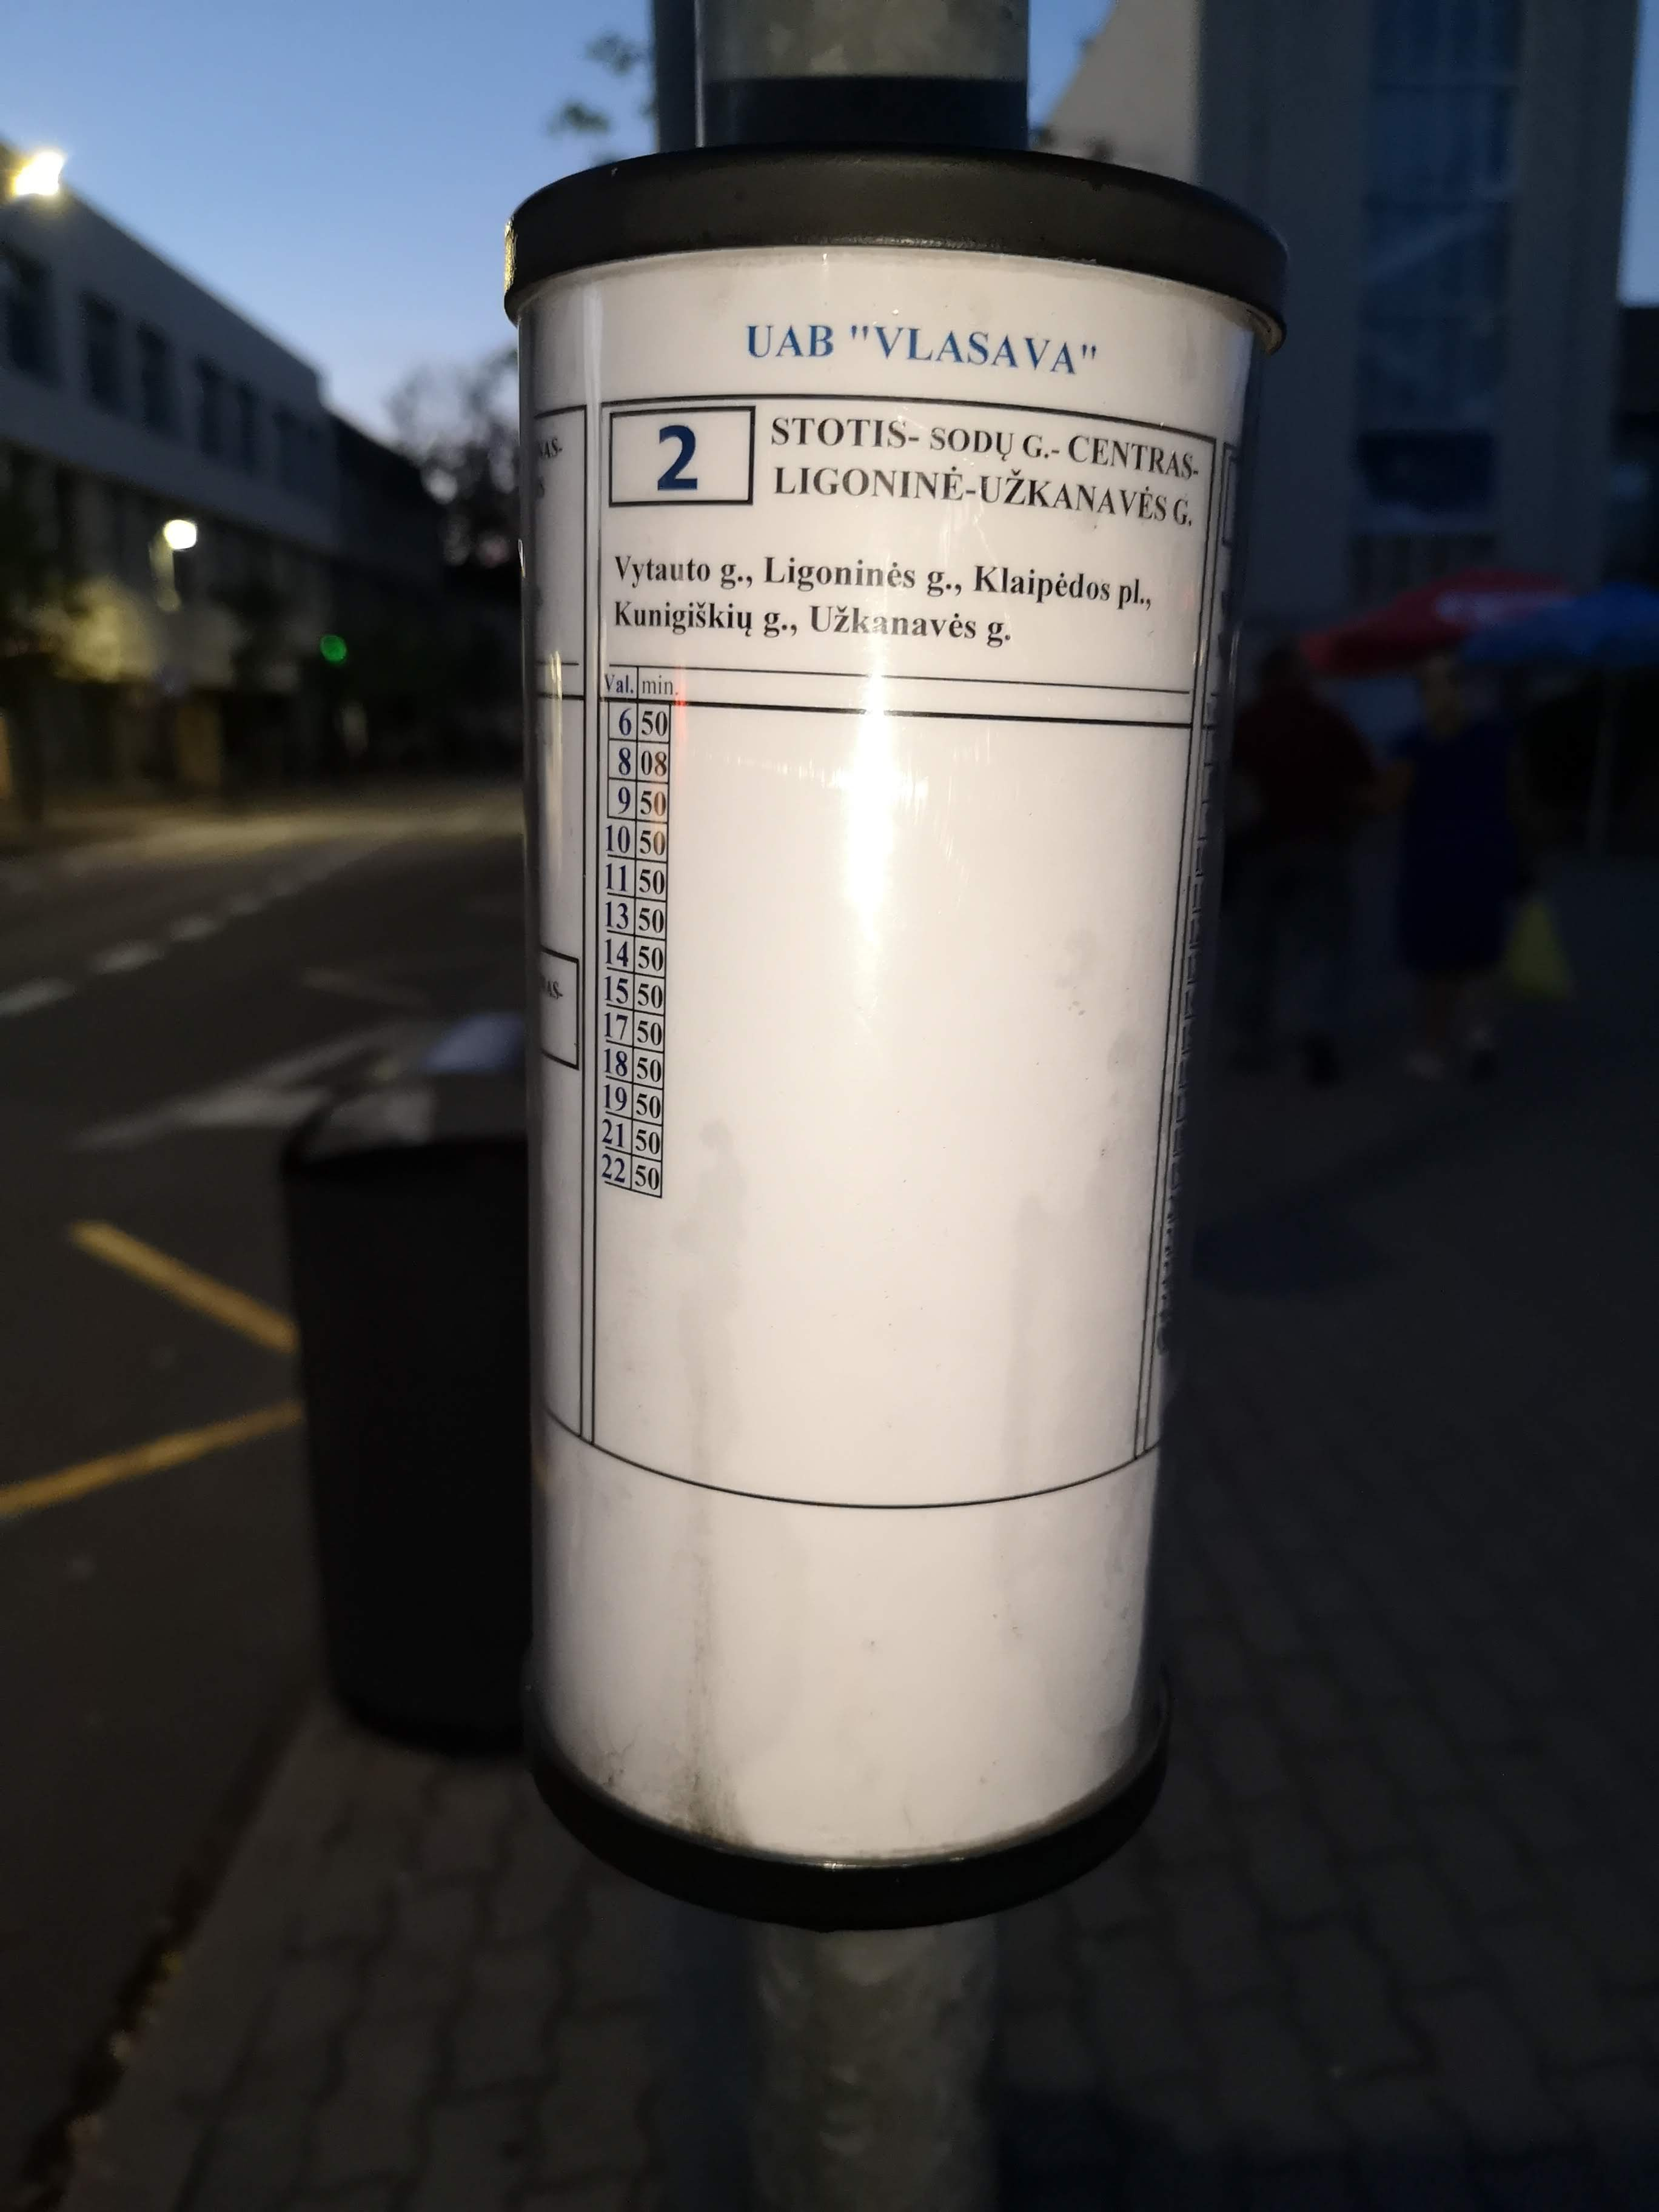 UAB "VLASAVA"
2
STOTIS- SODŲ G.- CENTRAS-
LIGONINĖ-UŽKANAVĖS G.
Vytauto g., Ligoninės g., Klaipėdos pl.,
Kunigiškių g., Užkanavės g.
Val. min.
6 50
8 08
9 50
10 50
11 50
13 50
14 50
15 50
17 50
18 50
19 50
21 50
22 50